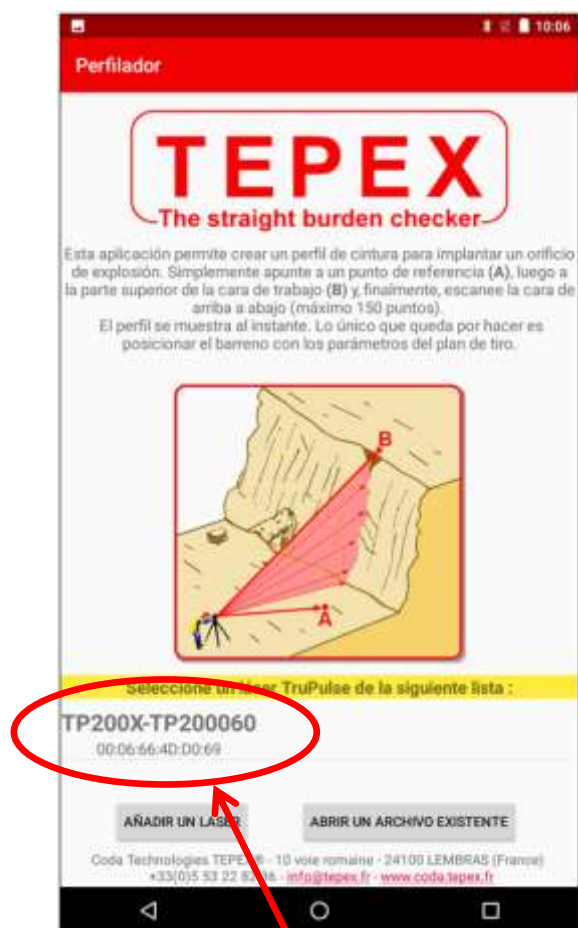 10:06
Perfilador
TEPEX
The straight burden checker
Esta aplicación permite crear un perfil de cintura para implantar un orificio
de explosión. Simplemente apunte a un punto de referencia (A), luego a
la parte superior de la cara de trabajo (B) y, finalmente, escanee la cara de
arriba a abajo (máximo 150 puntos).
El perfil se muestra al instante. Lo único que queda por hacer es
posicionar el barreno con los parámetros del plan de tiro.
B
A
Seleccione un láser TruPulse de la siguiente lista :
TP200X-TP200060
00:06:66:4D:D0:69
AÑADIR UN LASER
ABRIR UN ARCHIVO EXISTENTE
Coda Technologies TEPEX® - 10 voie romaine - 24100 LEMBRAS (France)
+33(0)5 53 22 - info@tepex.fr - www.coda.tepex.fr